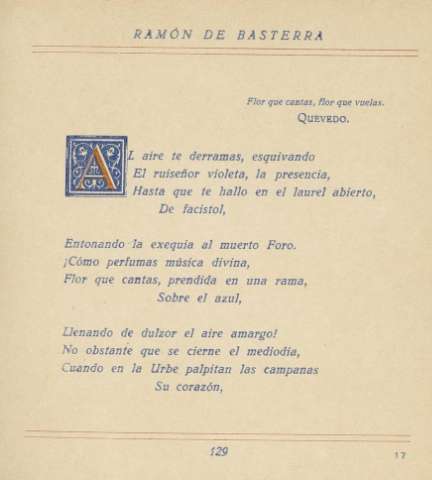 RAMÓN DE BASTERRA
Flor que cantas, flor que vuelas.
QUEVEDO.
AL aire te derramas, esquivando
El ruiseñor violeta, la presencia,
Hasta que te hallo en el laurel abierto,
De facistol,
Entonando la exequia al muerto Foro.
¡Cómo perfumas música divina,
Flor que cantas, prendida en una rama,
Sobre el azul,
Llenando de dulzor el aire amargo!
No obstante que se cierne el mediodía,
Cuando en la Urbe palpitan las campanas
Su corazón,
129
17